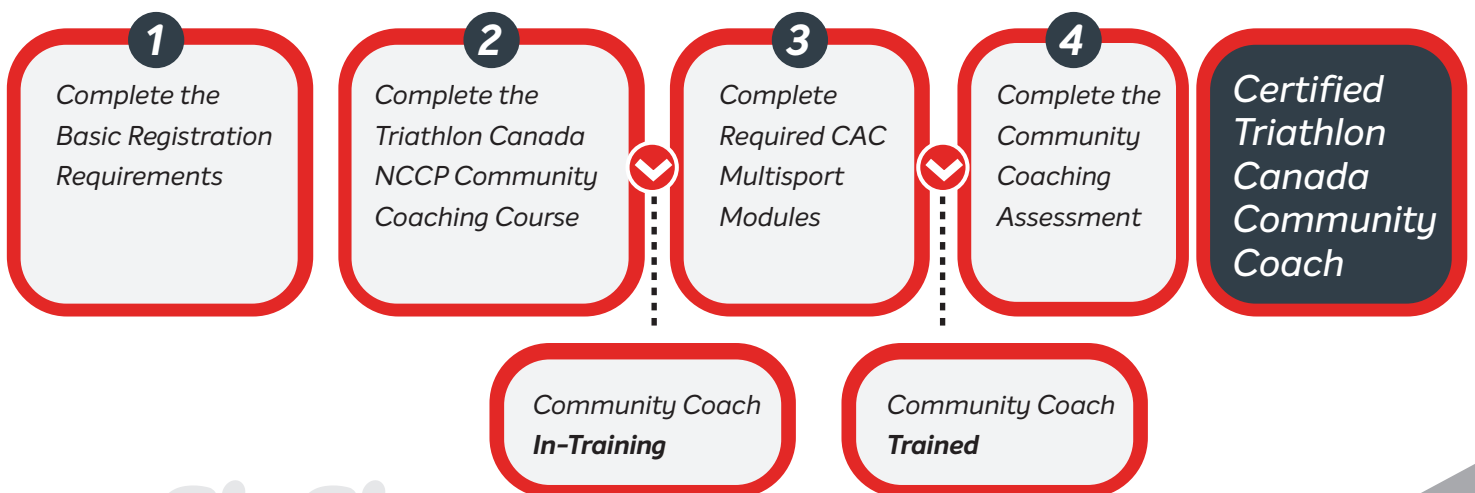 1
Complete the
Basic Registration
Requirements
2
Complete the
Triathlon Canada
NCCP Community
Coaching Course
3
Complete
Required CAC
Multisport
Modules
4
Complete the
Community
Coaching
Assessment
Certified
Triathlon
Canada
Community
Coach
Community Coach
In-Training
Community Coach
Trained